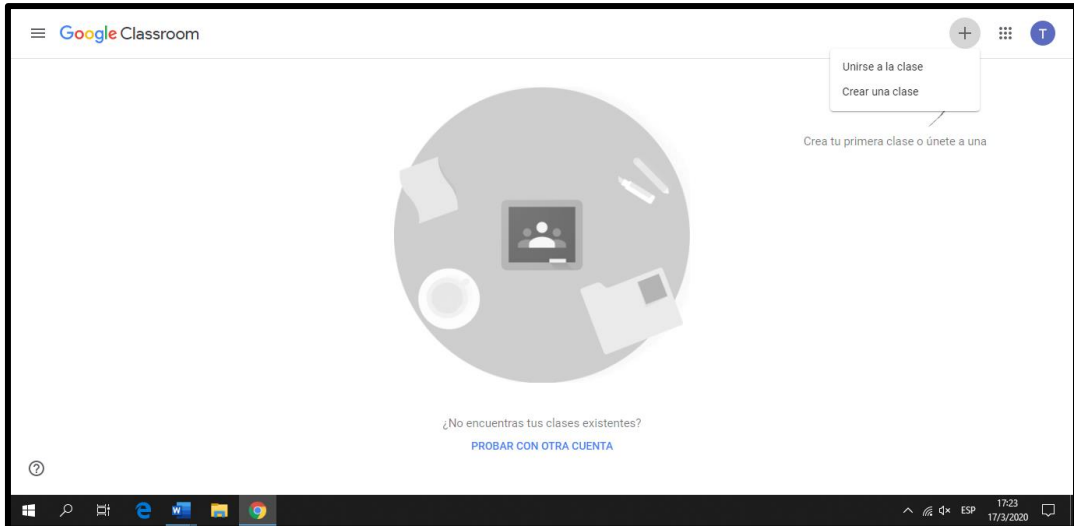 Google Classroom
T
Unirse a la clase
Crear una clase
Crea tu primera clase o únete a una
¿No encuentras tus clases existentes?
PROBAR CON OTRA CUENTA
ESP
17:23
17/3/2020